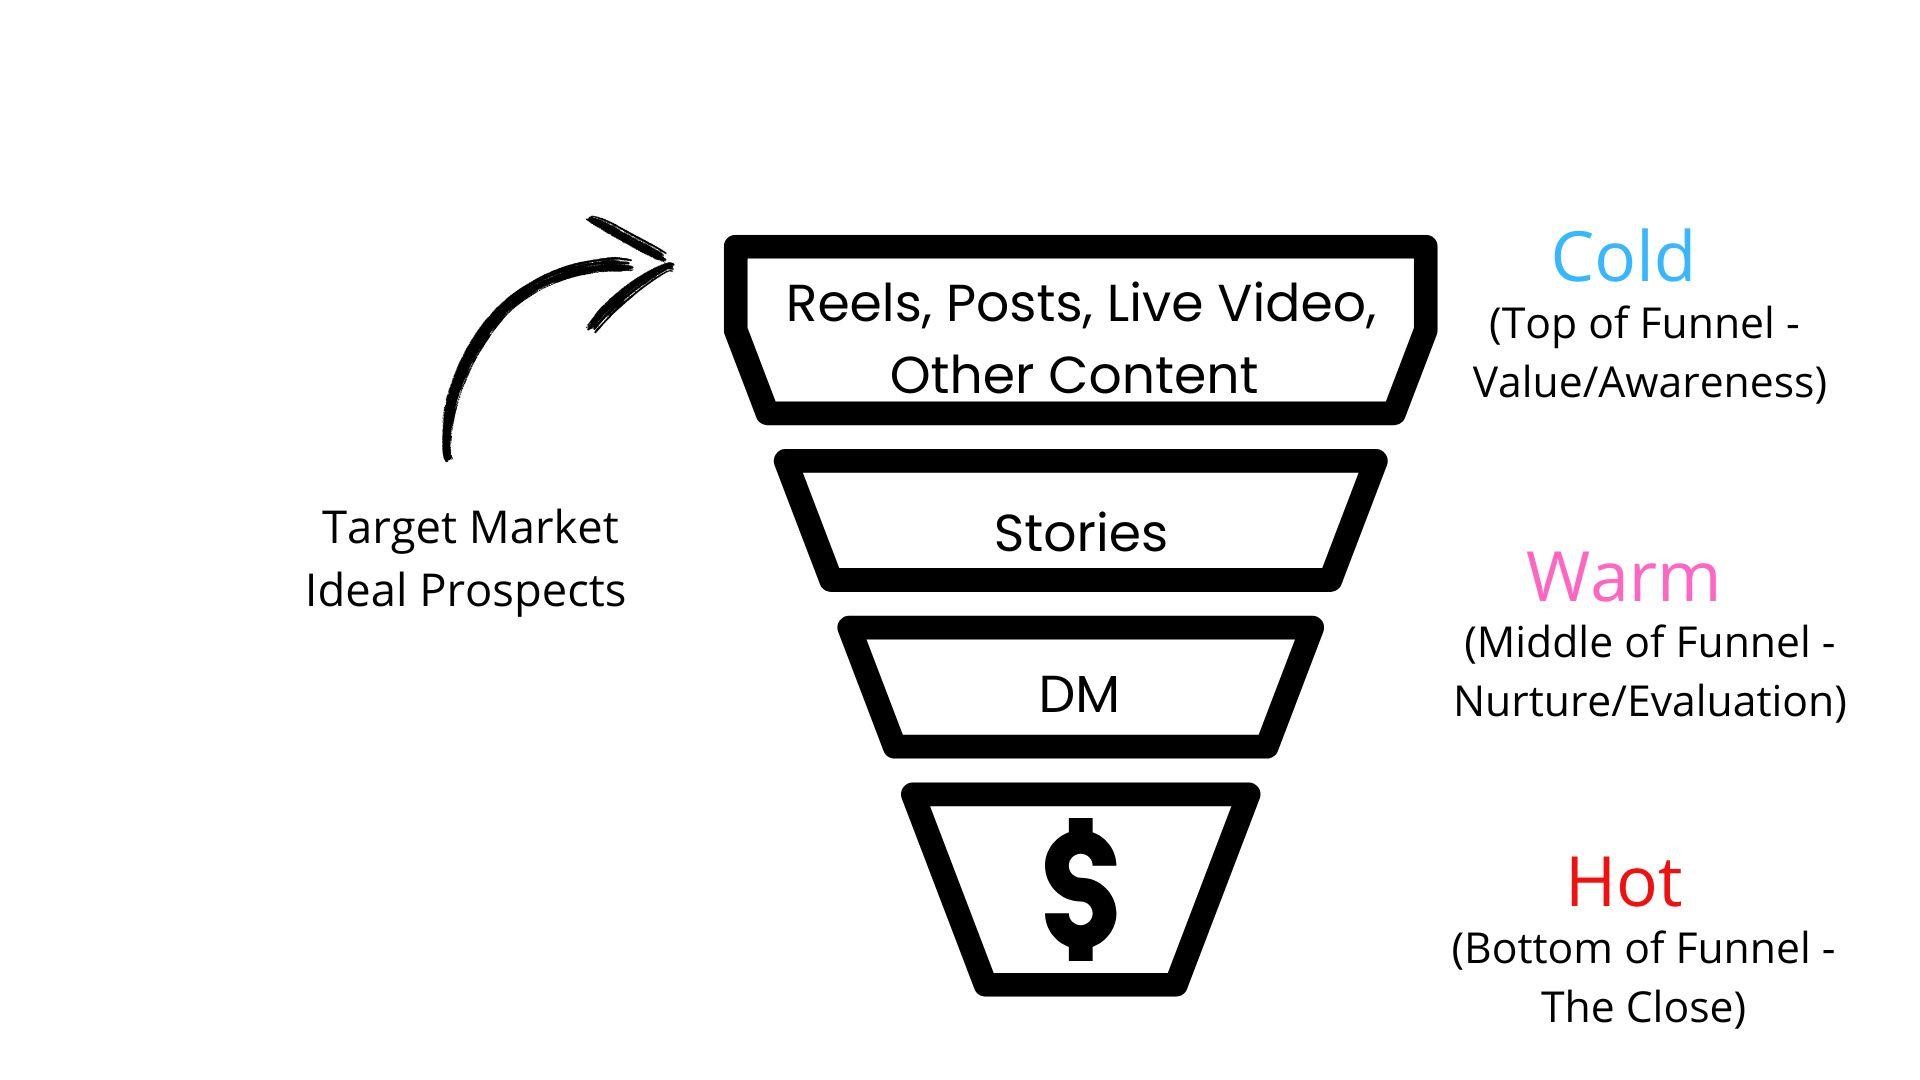 Target Market
Ideal Prospects
Reels, Posts, Live Video,
Other Content
Stories
DM
$
Cold
(Top of Funnel -
Value/Awareness)
Warm
(Middle of Funnel -
Nurture/Evaluation)
Hot
(Bottom of Funnel -
The Close)